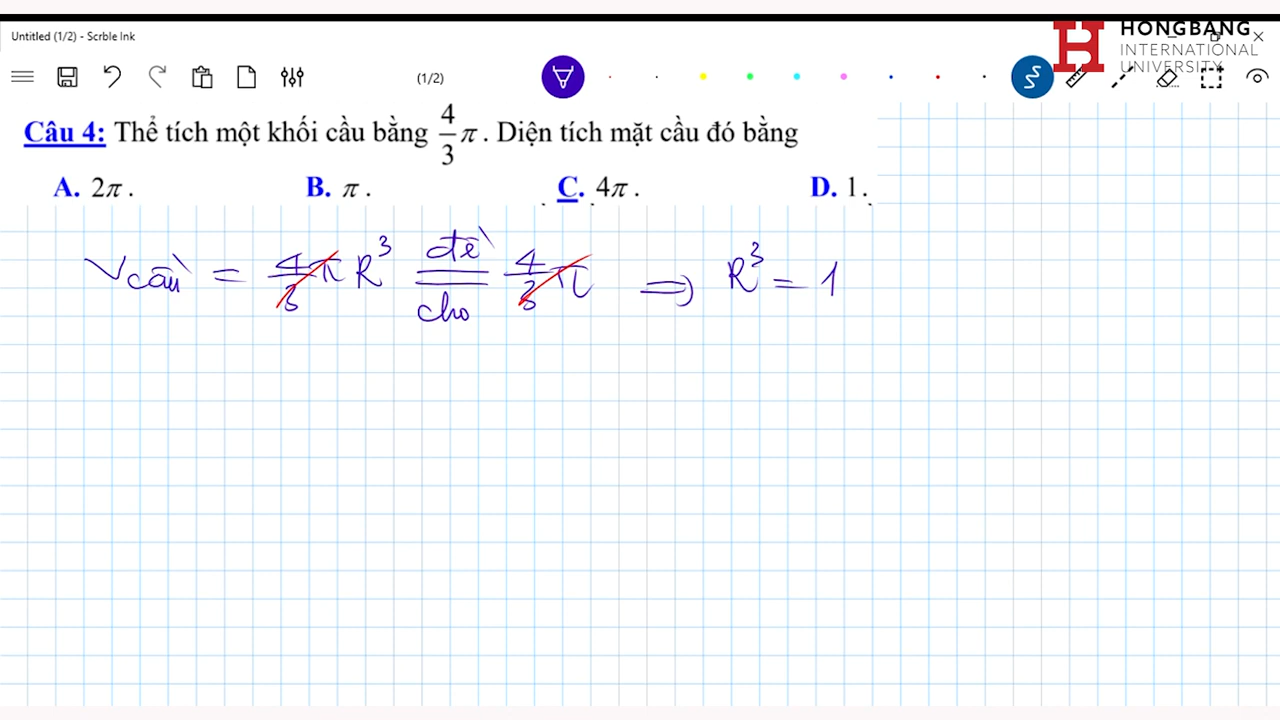 Untitled (1/2) - Scrble Ink
HONGBANG
INTERNATIONAL
UNIVERSITY
(1/2)
Câu 4: Thể tích một khối cầu bằng 4/3 π . Diện tích mặt cầu đó bằng
A. 2π . B. π . C. 4π . D. 1 .
V cầu = 4/3 π R³ đề cho 4/3 π ⇒ R³ = 1